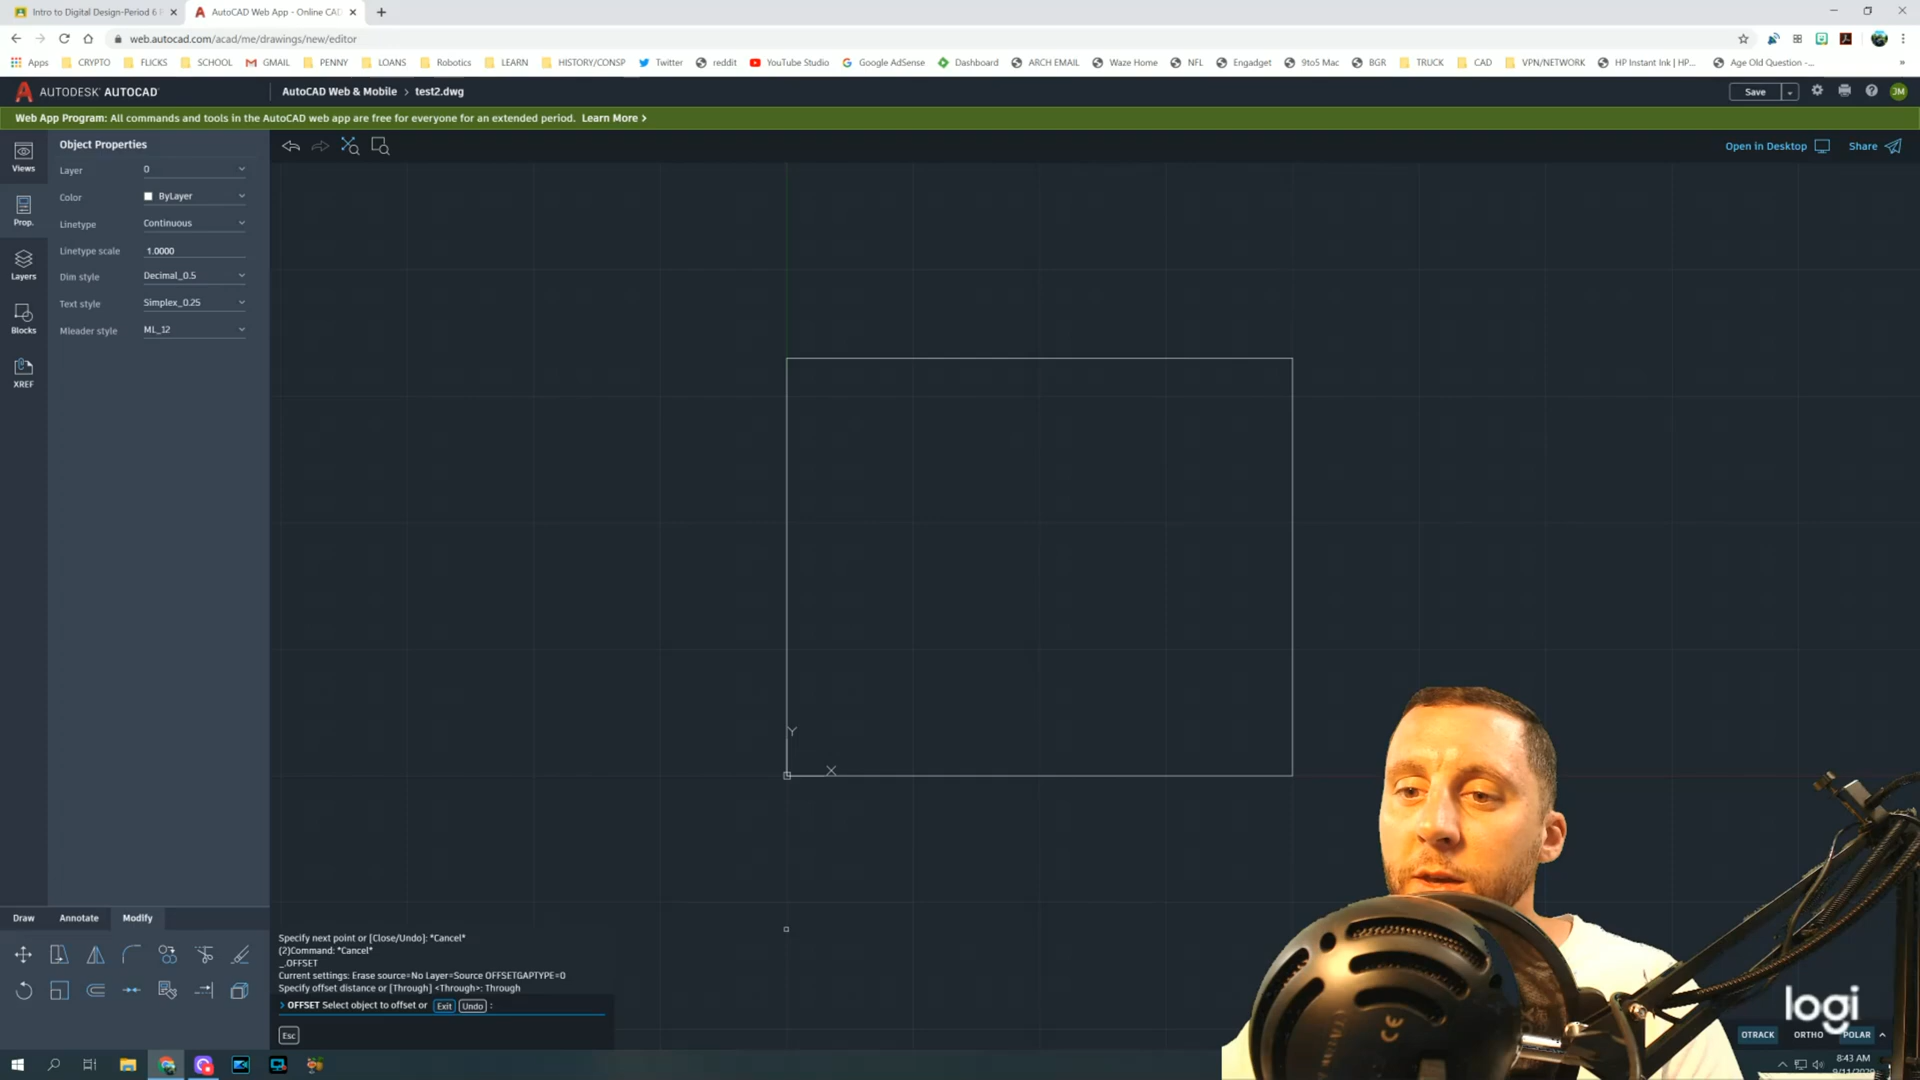 Intro to Digital Design-Period 6
AutoCAD Web App - Online CAD
web.autocad.com/acad/me/drawings/new/editor
Apps CRYPTO FLICKS SCHOOL GMAIL PENNY LOANS Robotics LEARN HISTORY/CONSP Twitter reddit YouTube Studio Google AdSense Dashboard ARCH EMAIL Waze Home NFL Engadget 9to5 Mac BGR TRUCK CAD VPN/NETWORK HP Instant Ink | HP... Age Old Question -... »
AUTODESK AUTOCAD
AutoCAD Web & Mobile > test2.dwg
Save
JM
Web App Program: All commands and tools in the AutoCAD web app are free for everyone for an extended period. Learn More >
Views
Prop.
Layers
Blocks
XREF
Object Properties
Layer 0
Color ByLayer
Linetype Continuous
Linetype scale 1.0000
Dim style Decimal_0.5
Text style Simplex_0.25
Mleader style ML_12
Open in Desktop
Share
Y
X
Draw Annotate Modify
Specify next point or [Close/Undo]: *Cancel*
(2)Command: *Cancel*
_.OFFSET
Current settings: Erase source=No Layer=Source OFFSETGAPTYPE=0
Specify offset distance or [Through] <Through>: Through
> OFFSET Select object to offset or Exit Undo :
Esc
CE
logi
OTRACK ORTHO POLAR
8:43 AM